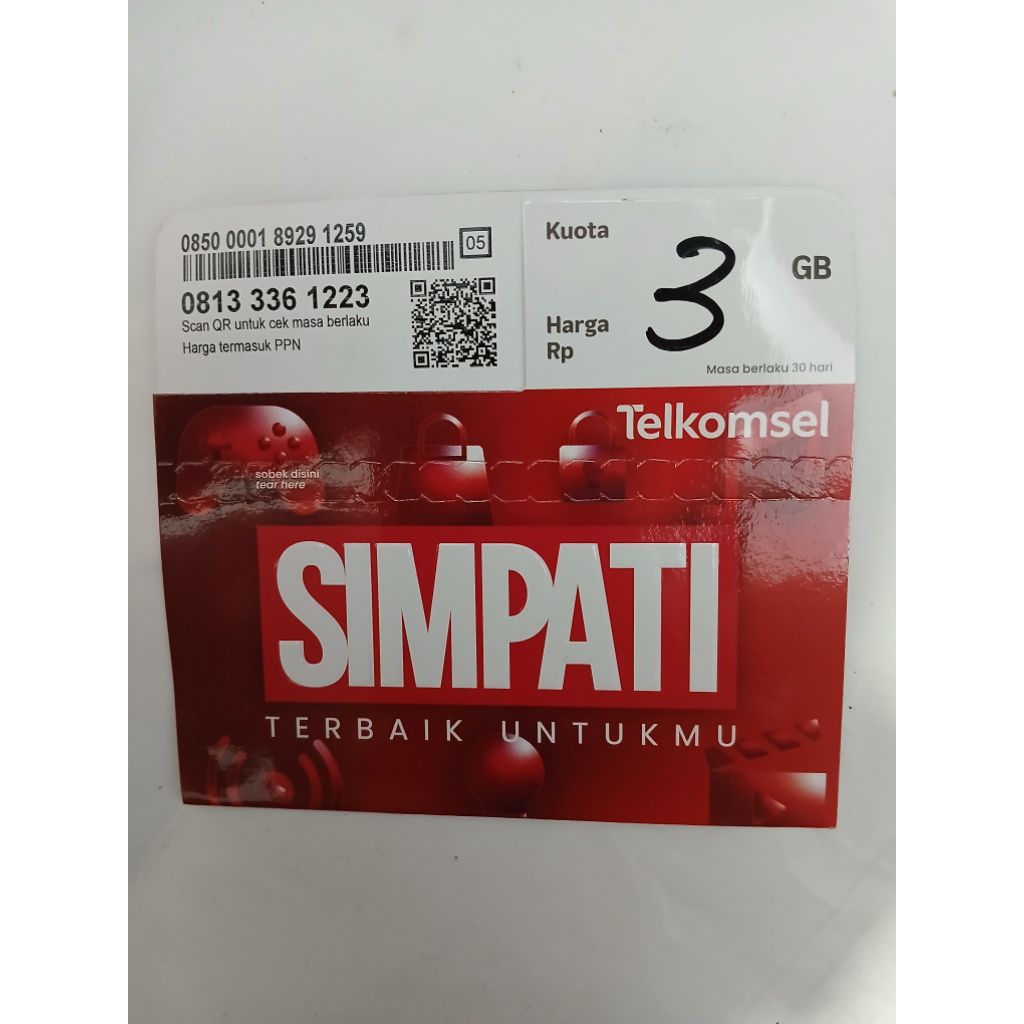 0850 0001 8929 1259
05
0813 336 1223
Scan QR untuk cek masa berlaku
Harga termasuk PPN
Kuota
3
GB
Harga
Rp
Masa berlaku 30 hari
Telkomsel
sobek disini
tear here
SIMPATI
TERBAIK UNTUKMU